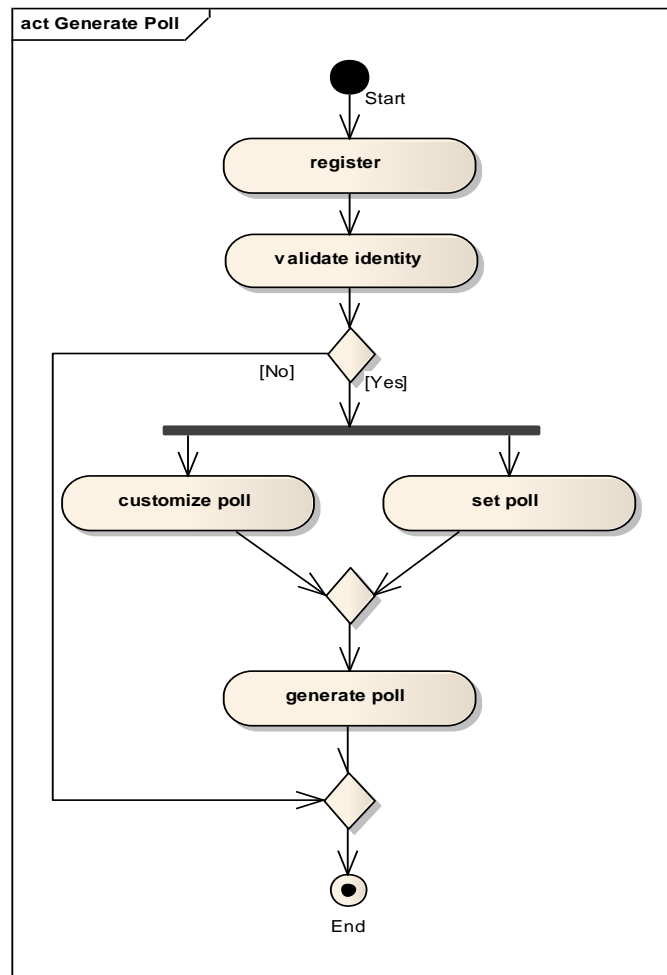 act Generate Poll
Start
register
validate identity
[No]
[Yes]
customize poll
set poll
generate poll
End